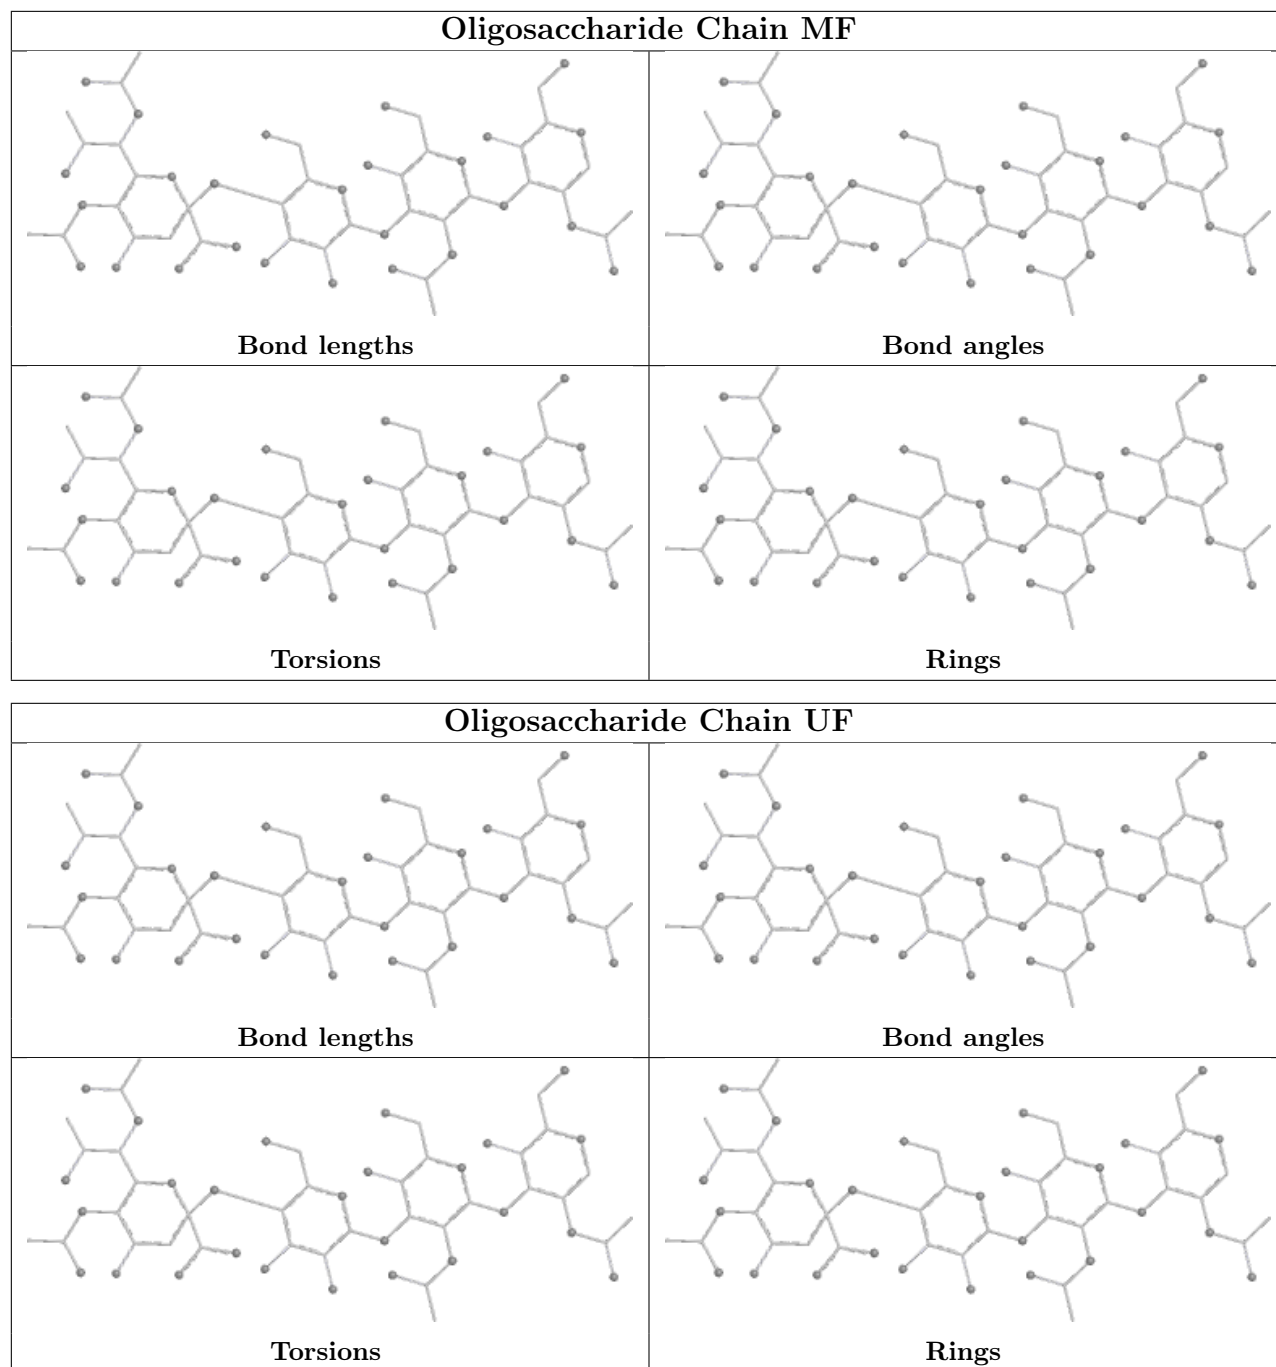 Oligosaccharide Chain MF
Bond lengths
Bond angles
Torsions
Rings
Oligosaccharide Chain UF
Bond lengths
Bond angles
Torsions
Rings